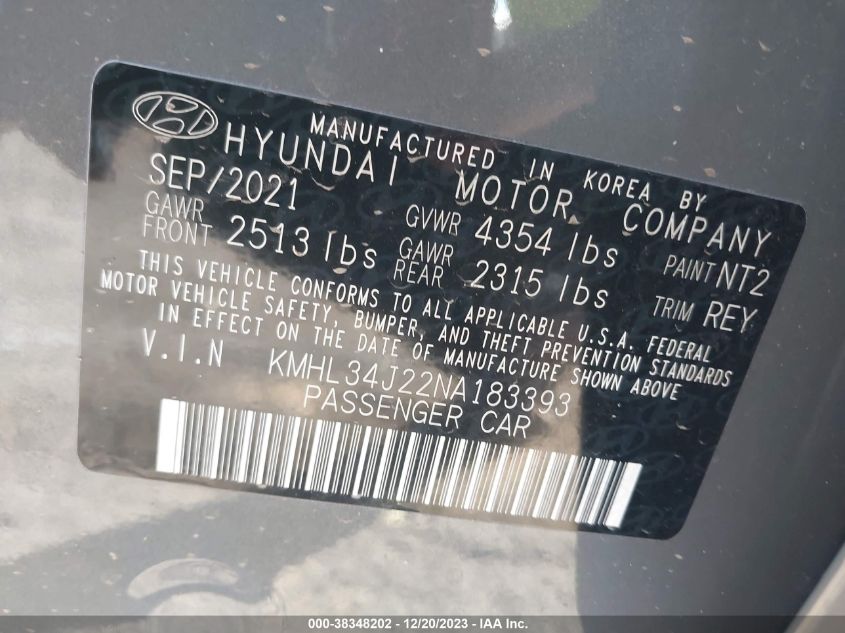 MANUFACTURED IN KOREA BY
HYUNDAI MOTOR COMPANY
SEP/2021 GVWR 4354 lbs PAINT NT2
GAWR FRONT 2513 lbs GAWR REAR 2315 lbs TRIM REY
THIS VEHICLE CONFORMS TO ALL APPLICABLE U.S.A. FEDERAL
MOTOR VEHICLE SAFETY, BUMPER, AND THEFT PREVENTION STANDARDS
IN EFFECT ON THE DATE OF MANUFACTURE SHOWN ABOVE
V.I.N KMHL34J22NA183393
PASSENGER CAR
000-38348202 - 12/20/2023 - IAA Inc.